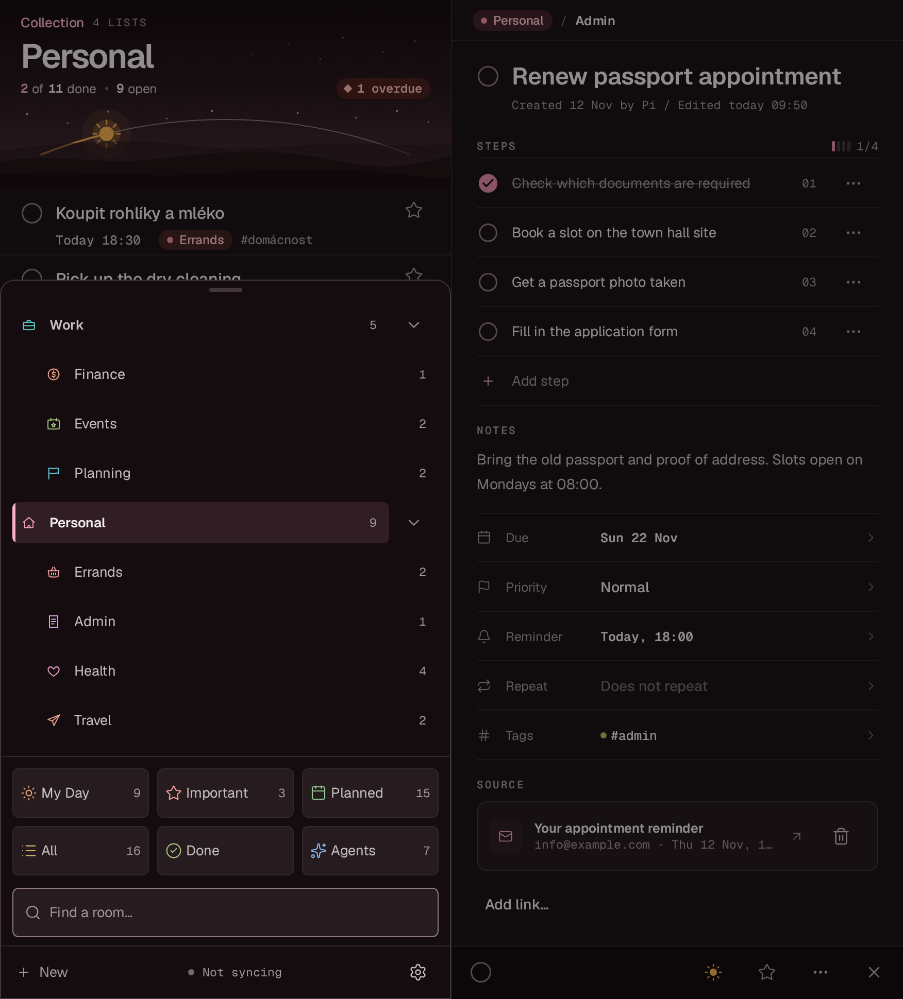 Collection 4 LISTS
Personal
2 of 11 done • 9 open
1 overdue
Koupit rohlíky a mléko
Today 18:30 Errands #domácnost
Pick up the dry cleaning
Work 5
Finance 1
Events 2
Planning 2
Personal 9
Errands 2
Admin 1
Health 4
Travel 2
My Day 9
Important 3
Planned 15
All 16
Done
Agents 7
Find a room…
+ New
Not syncing
Personal / Admin
Renew passport appointment
Created 12 Nov by Pi / Edited today 09:50
STEPS 1/4
Check which documents are required 01
Book a slot on the town hall site 02
Get a passport photo taken 03
Fill in the application form 04
+ Add step
NOTES
Bring the old passport and proof of address. Slots open on
Mondays at 08:00.
Due Sun 22 Nov
Priority Normal
Reminder Today, 18:00
Repeat Does not repeat
Tags #admin
SOURCE
Your appointment reminder
info@example.com · Thu 12 Nov, 1…
Add link…